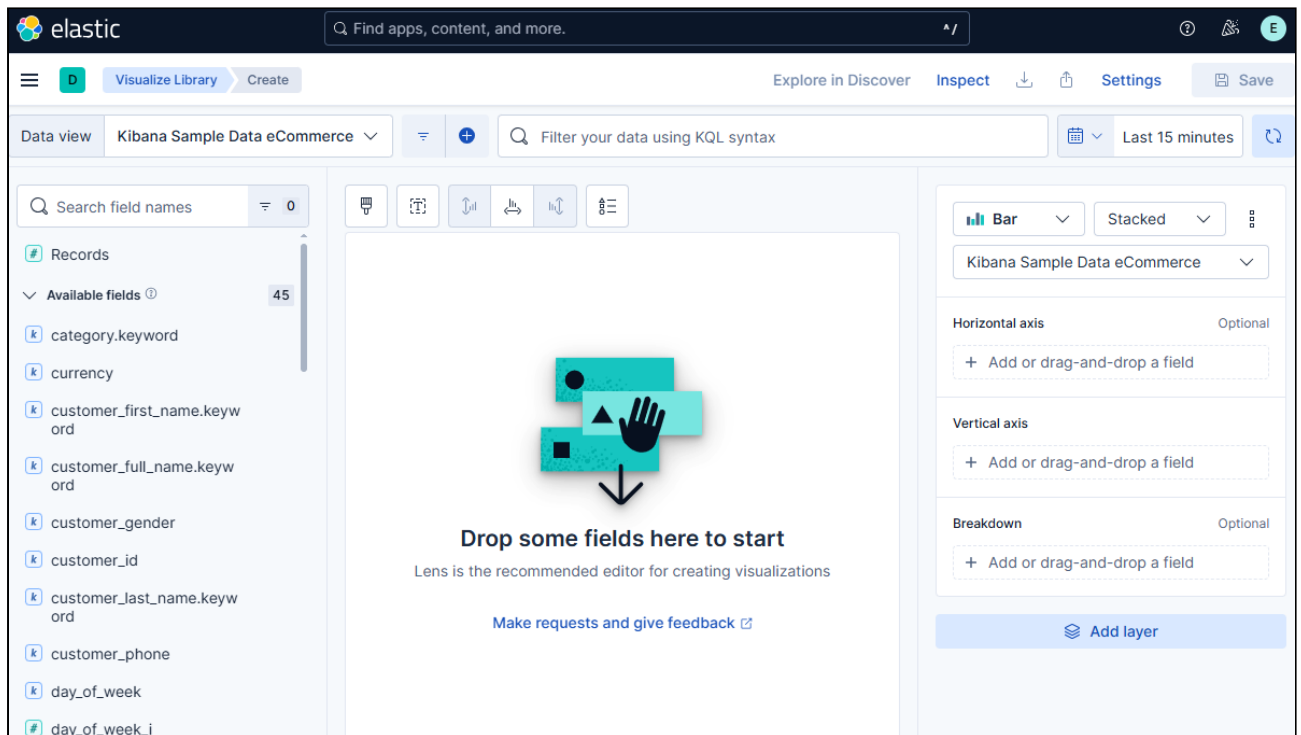 elastic
Find apps, content, and more.
^/
E
D
Visualize Library
Create
Explore in Discover
Inspect
Settings
Save
Data view
Kibana Sample Data eCommerce
Filter your data using KQL syntax
Last 15 minutes
Search field names
0
# Records
Available fields
45
k category.keyword
k currency
k customer_first_name.keyw
ord
k customer_full_name.keyw
ord
k customer_gender
k customer_id
k customer_last_name.keyw
ord
k customer_phone
k day_of_week
# day_of_week_i
Drop some fields here to start
Lens is the recommended editor for creating visualizations
Make requests and give feedback
Bar
Stacked
Kibana Sample Data eCommerce
Horizontal axis
Optional
+ Add or drag-and-drop a field
Vertical axis
+ Add or drag-and-drop a field
Breakdown
Optional
+ Add or drag-and-drop a field
Add layer